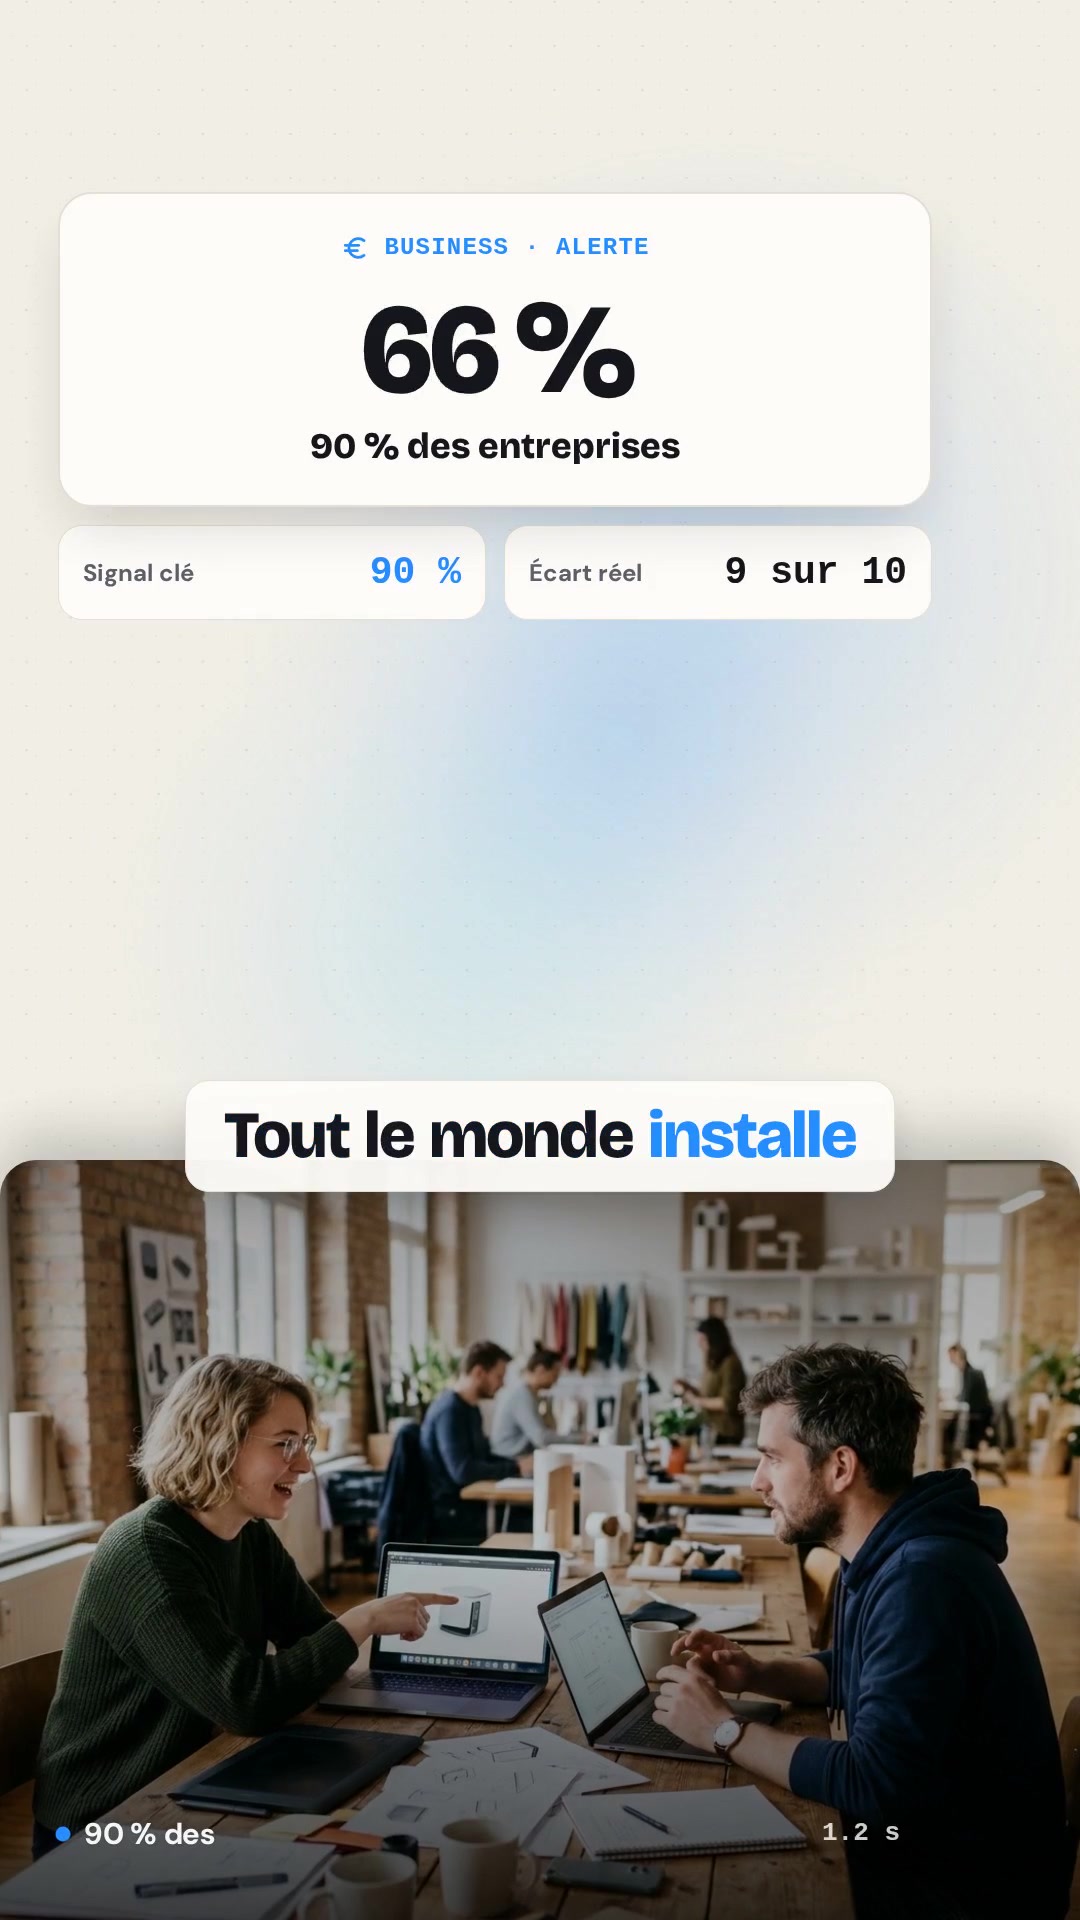 € BUSINESS · ALERTE
66 %
90 % des entreprises
Signal clé 90 %
Écart réel 9 sur 10
Tout le monde installe
90 % des
1.2 s